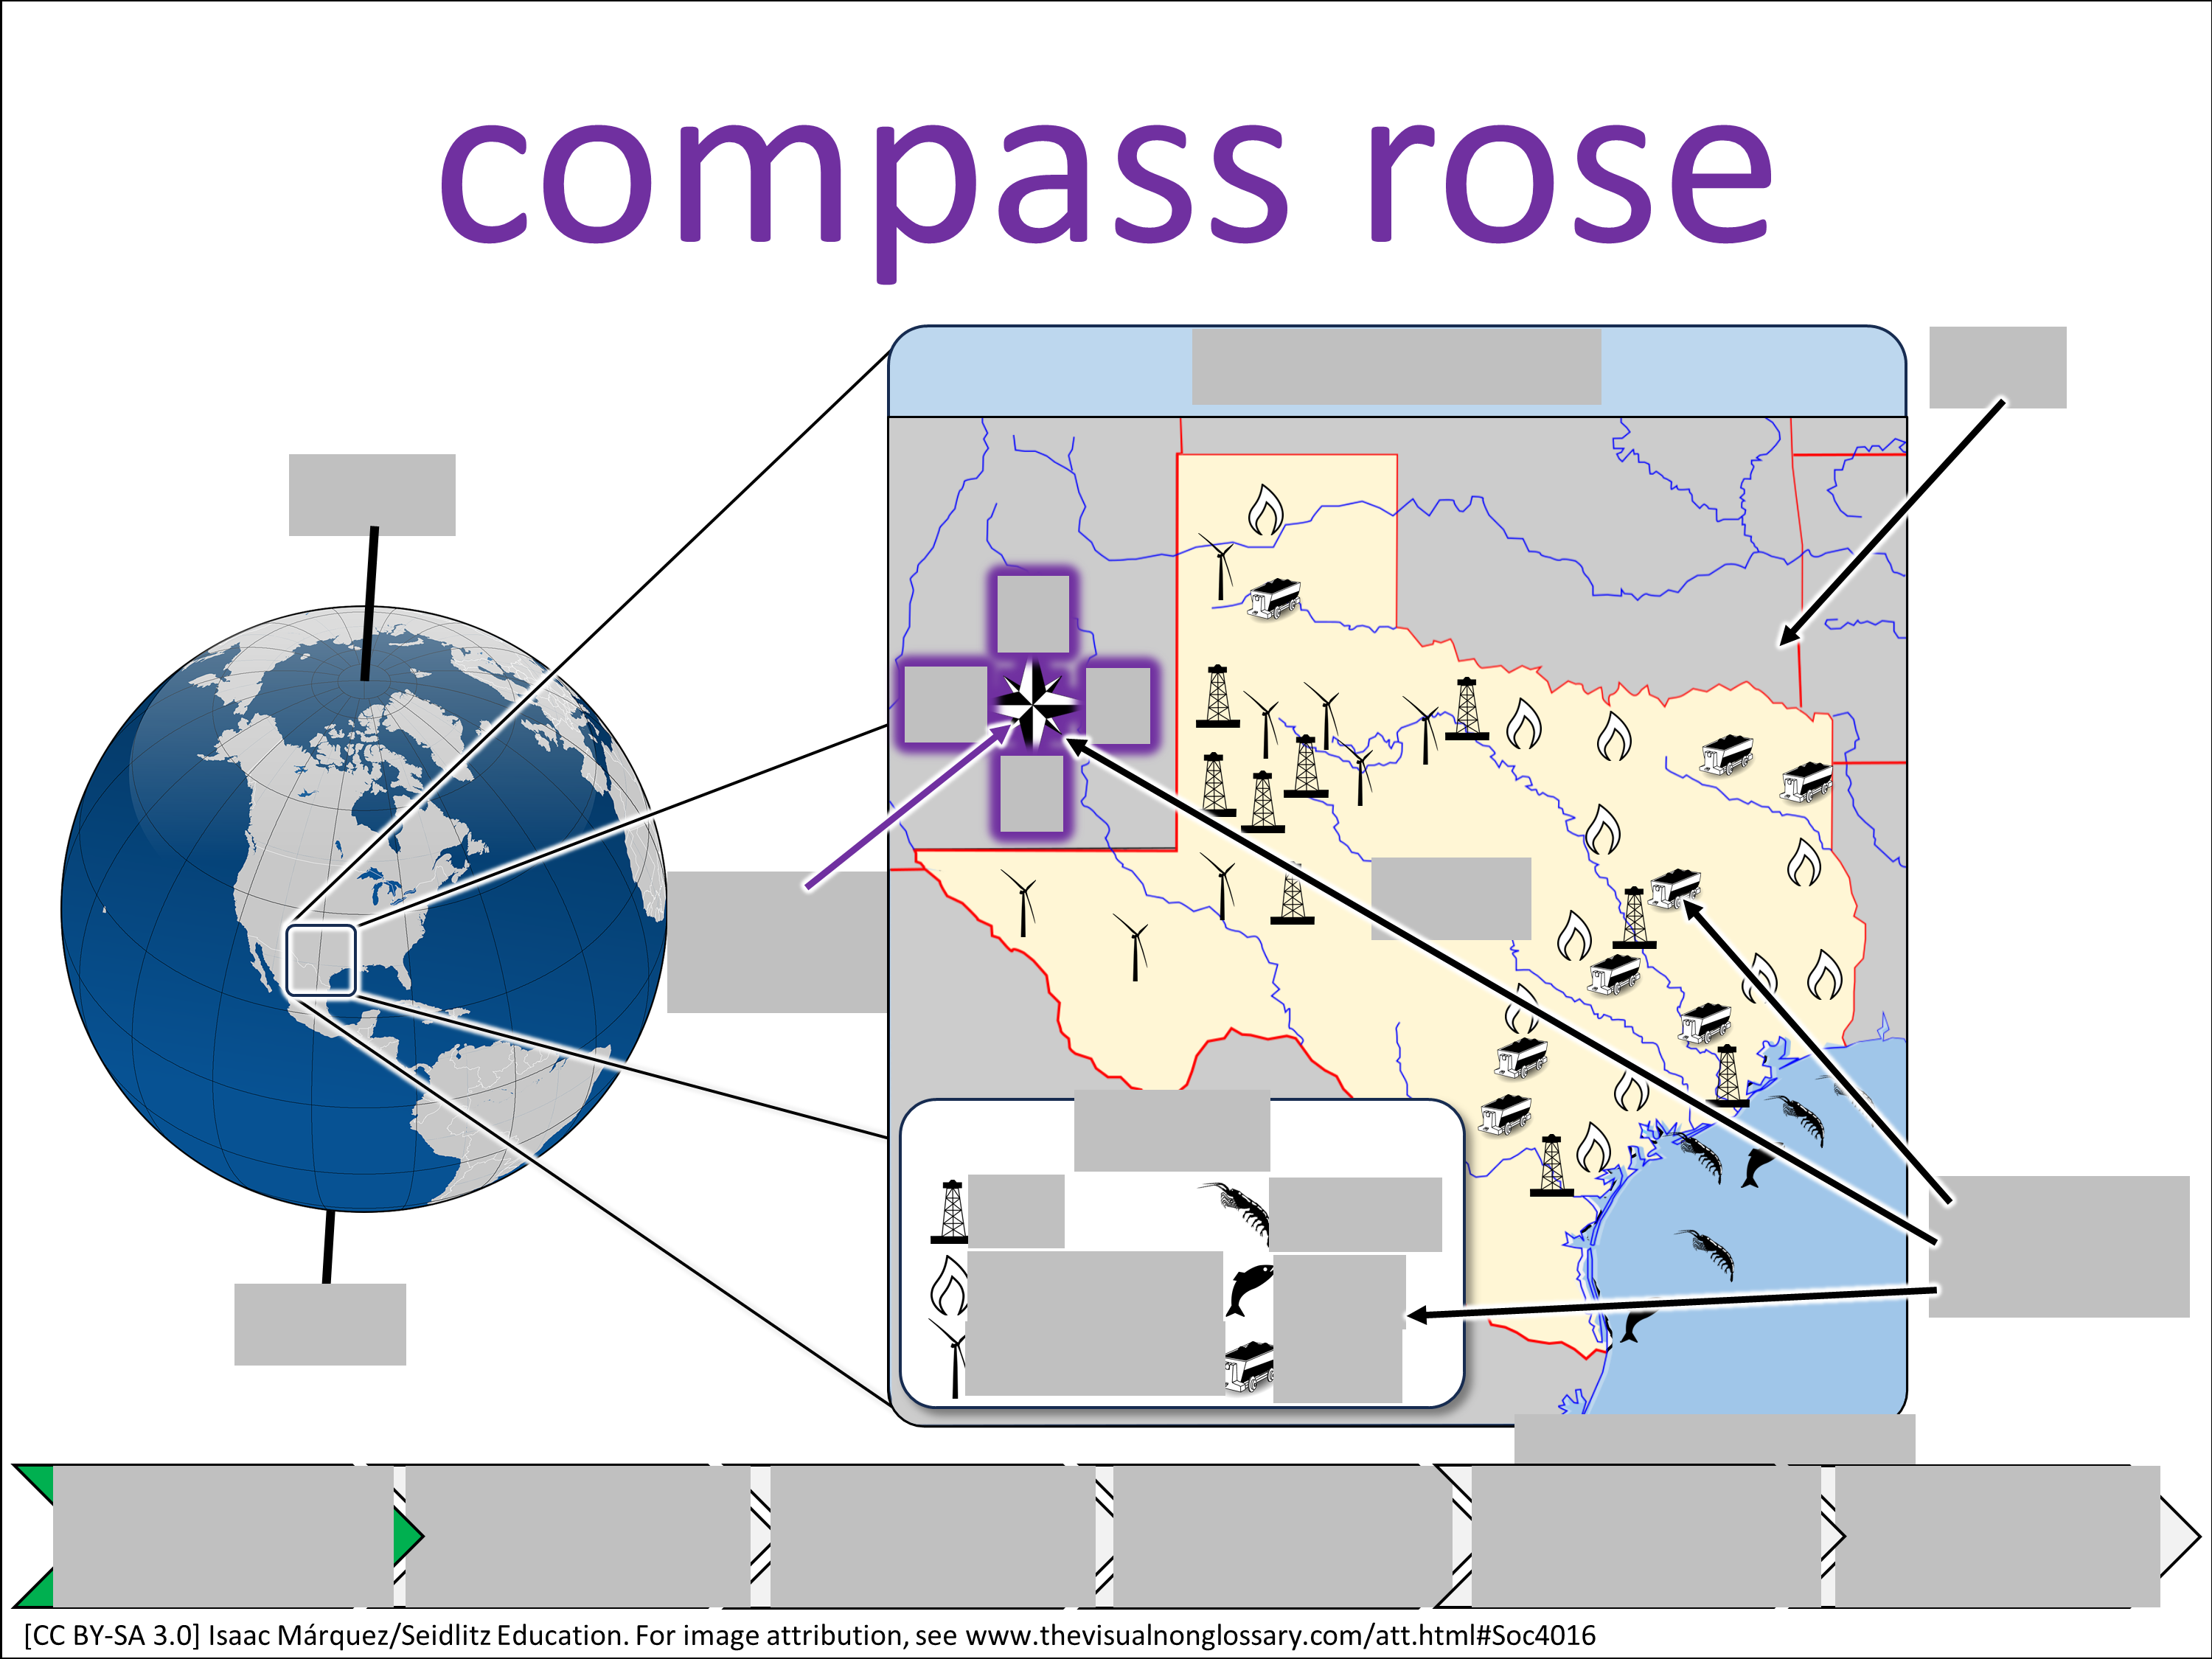 compass rose
[CC BY-SA 3.0] Isaac Márquez/Seidlitz Education. For image attribution, see www.thevisualnonglossary.com/att.html#Soc4016